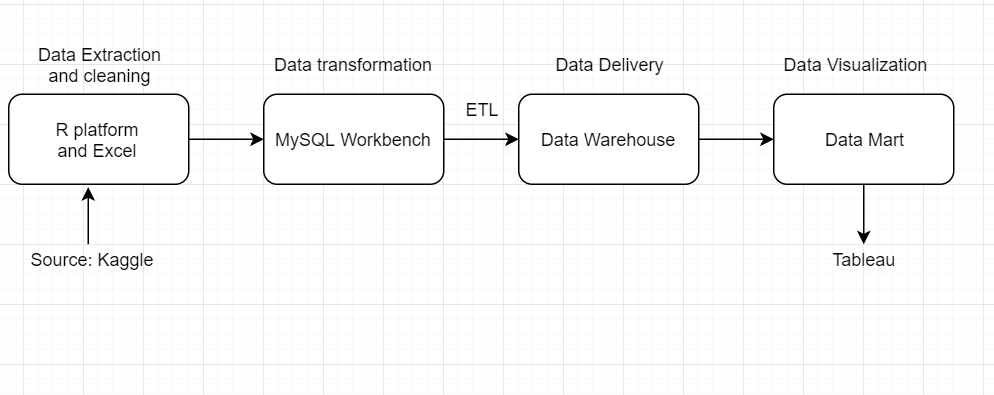 Data Extraction
and cleaning
Data transformation
Data Delivery
Data Visualization
R platform
and Excel
MySQL Workbench
ETL
Data Warehouse
Data Mart
Source: Kaggle
Tableau